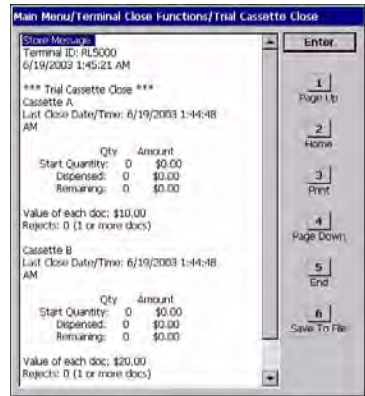 Main Menu/Terminal Close Functions/Trial Cassette Close
Store Message
Terminal ID: RL5000
6/19/2003 1:45:21 AM
*** Trial Cassette Close ***
Cassette A
Last Close Date/Time: 6/19/2003 1:44:48
AM
Qty Amount
Start Quantity: 0 $0.00
Dispensed: 0 $0.00
Remaining: 0 $0.00
Value of each doc: $10.00
Rejects: 0 (1 or more docs)
Cassette B
Last Close Date/Time: 6/19/2003 1:44:48
AM
Qty Amount
Start Quantity: 0 $0.00
Dispensed: 0 $0.00
Remaining: 0 $0.00
Value of each doc: $20.00
Rejects: 0 (1 or more docs)
Enter
1
Page Up
2
Home
3
Print
4
Page Down
5
End
6
Save To File